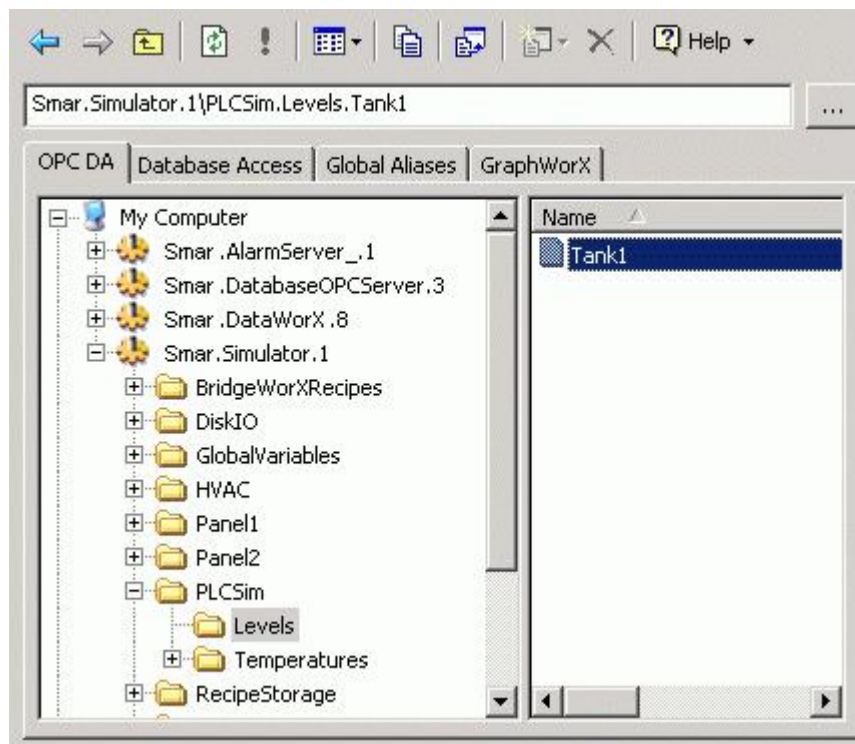 Help
Smar.Simulator.1\PLCSim.Levels.Tank1
...
OPC DA Database Access Global Aliases GraphWorX
My Computer
Smar .AlarmServer_.1
Smar .DatabaseOPCServer.3
Smar .DataWorX .8
Smar.Simulator.1
BridgeWorXRecipes
DiskIO
GlobalVariables
HVAC
Panel1
Panel2
PLCSim
Levels
Temperatures
RecipeStorage
Name
Tank1